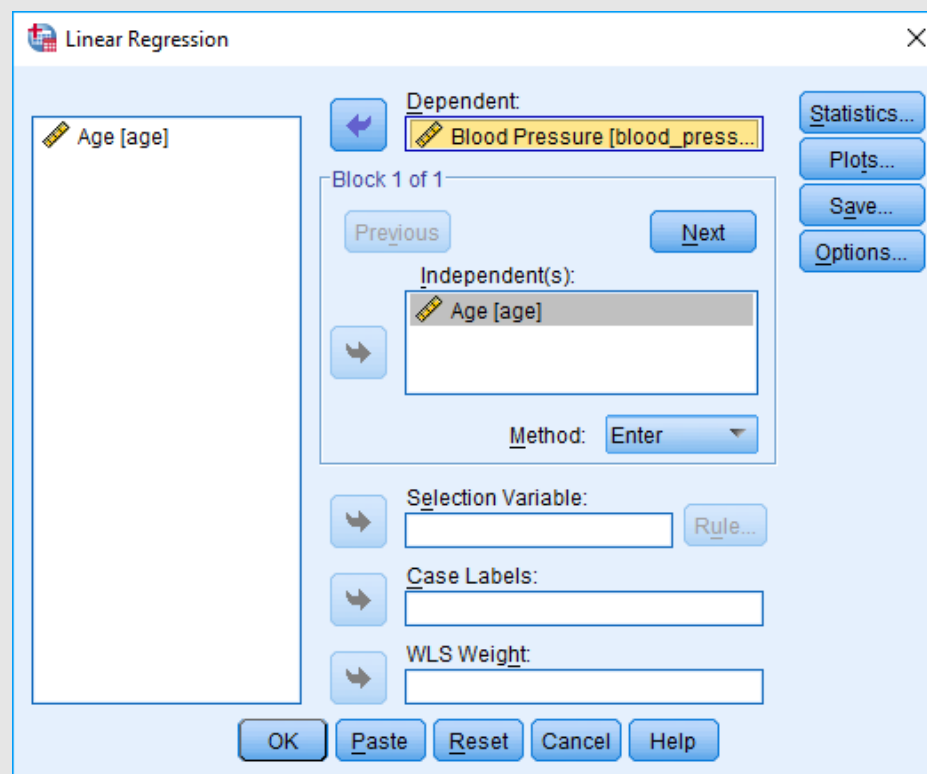 Linear Regression
Age [age]
Dependent:
Blood Pressure [blood_press...
Block 1 of 1
Previous
Next
Independent(s):
Age [age]
Method:
Enter
Selection Variable:
Rule...
Case Labels:
WLS Weight:
Statistics...
Plots...
Save...
Options...
OK
Paste
Reset
Cancel
Help